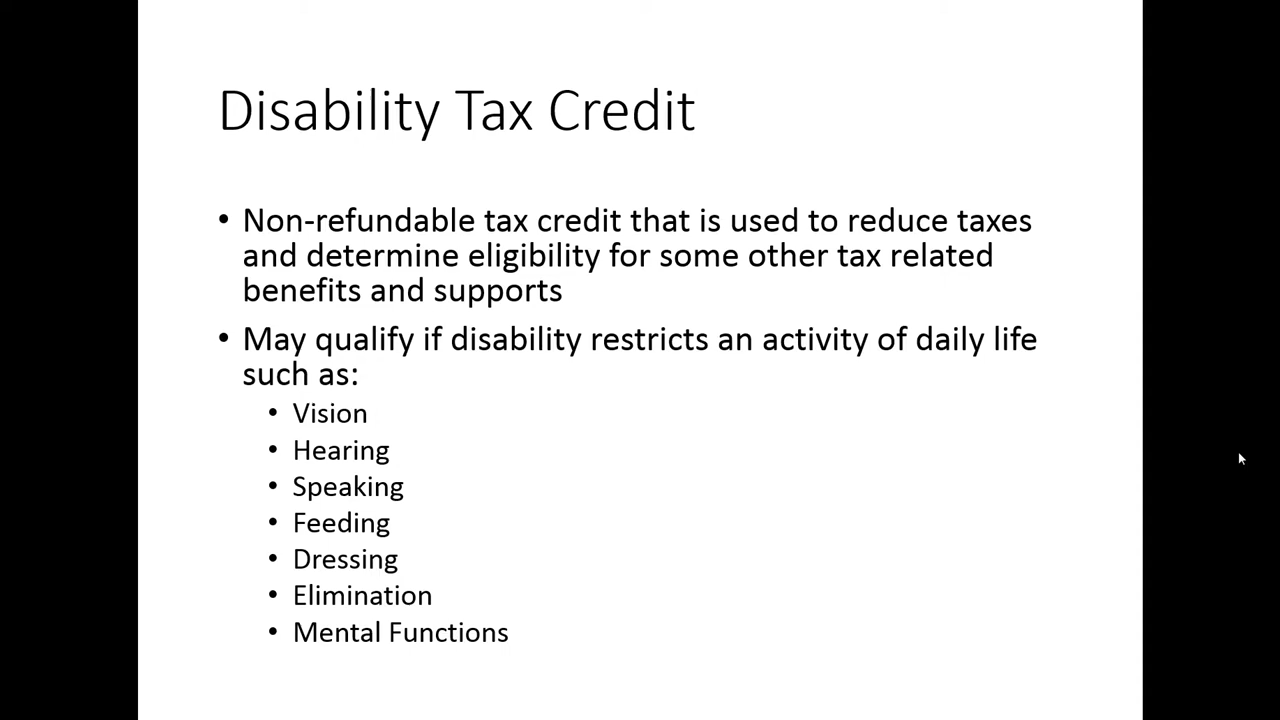 Disability Tax Credit
• Non-refundable tax credit that is used to reduce taxes
and determine eligibility for some other tax related
benefits and supports
• May qualify if disability restricts an activity of daily life
such as:
• Vision
• Hearing
• Speaking
• Feeding
• Dressing
• Elimination
• Mental Functions